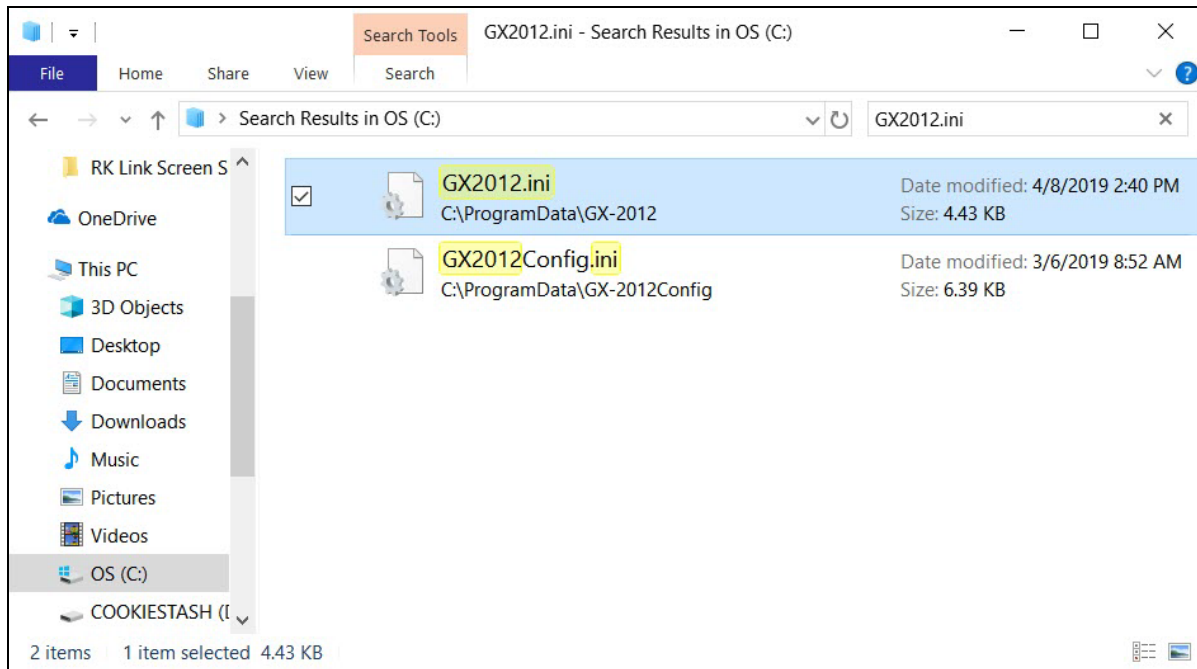 Search Tools
GX2012.ini - Search Results in OS (C:)
File Home Share View Search
Search Results in OS (C:)
GX2012.ini
RK Link Screen S
OneDrive
This PC
3D Objects
Desktop
Documents
Downloads
Music
Pictures
Videos
OS (C:)
COOKIESTASH (
GX2012.ini
C:\ProgramData\GX-2012
Date modified: 4/8/2019 2:40 PM
Size: 4.43 KB
GX2012Config.ini
C:\ProgramData\GX-2012Config
Date modified: 3/6/2019 8:52 AM
Size: 6.39 KB
2 items 1 item selected 4.43 KB